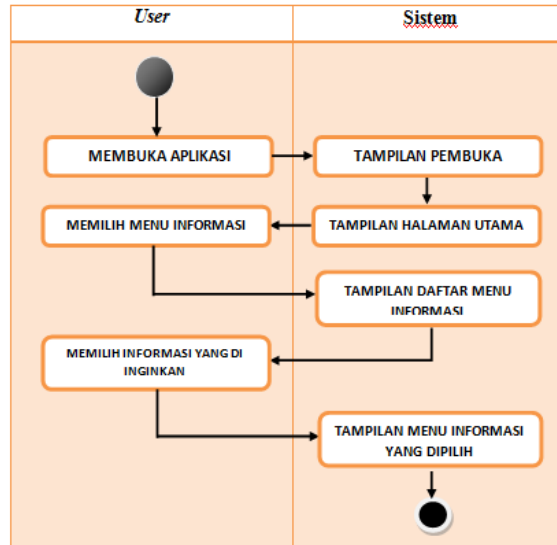 User
Sistem
MEMBUKA APLIKASI
TAMPILAN PEMBUKA
MEMILIH MENU INFORMASI
TAMPILAN HALAMAN UTAMA
TAMPILAN DAFTAR MENU
INFORMASI
MEMILIH INFORMASI YANG DI
INGINKAN
TAMPILAN MENU INFORMASI
YANG DIPILIH